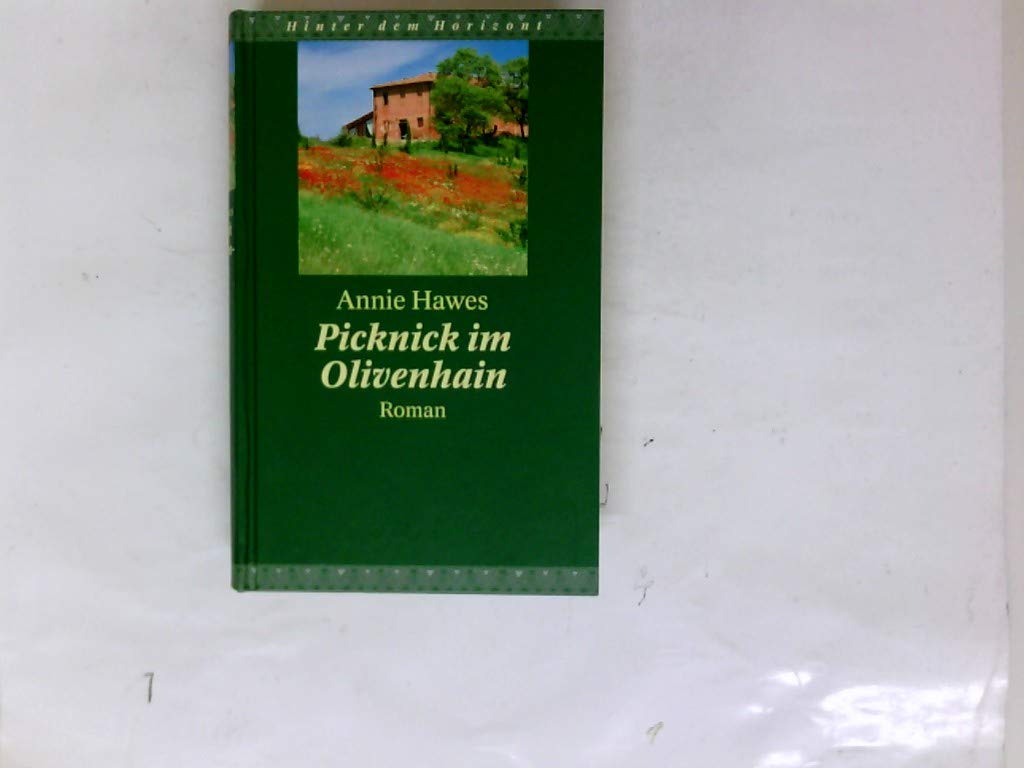 Hinter dem Horizont
Annie Hawes
Picknick im
Olivenhain
Roman